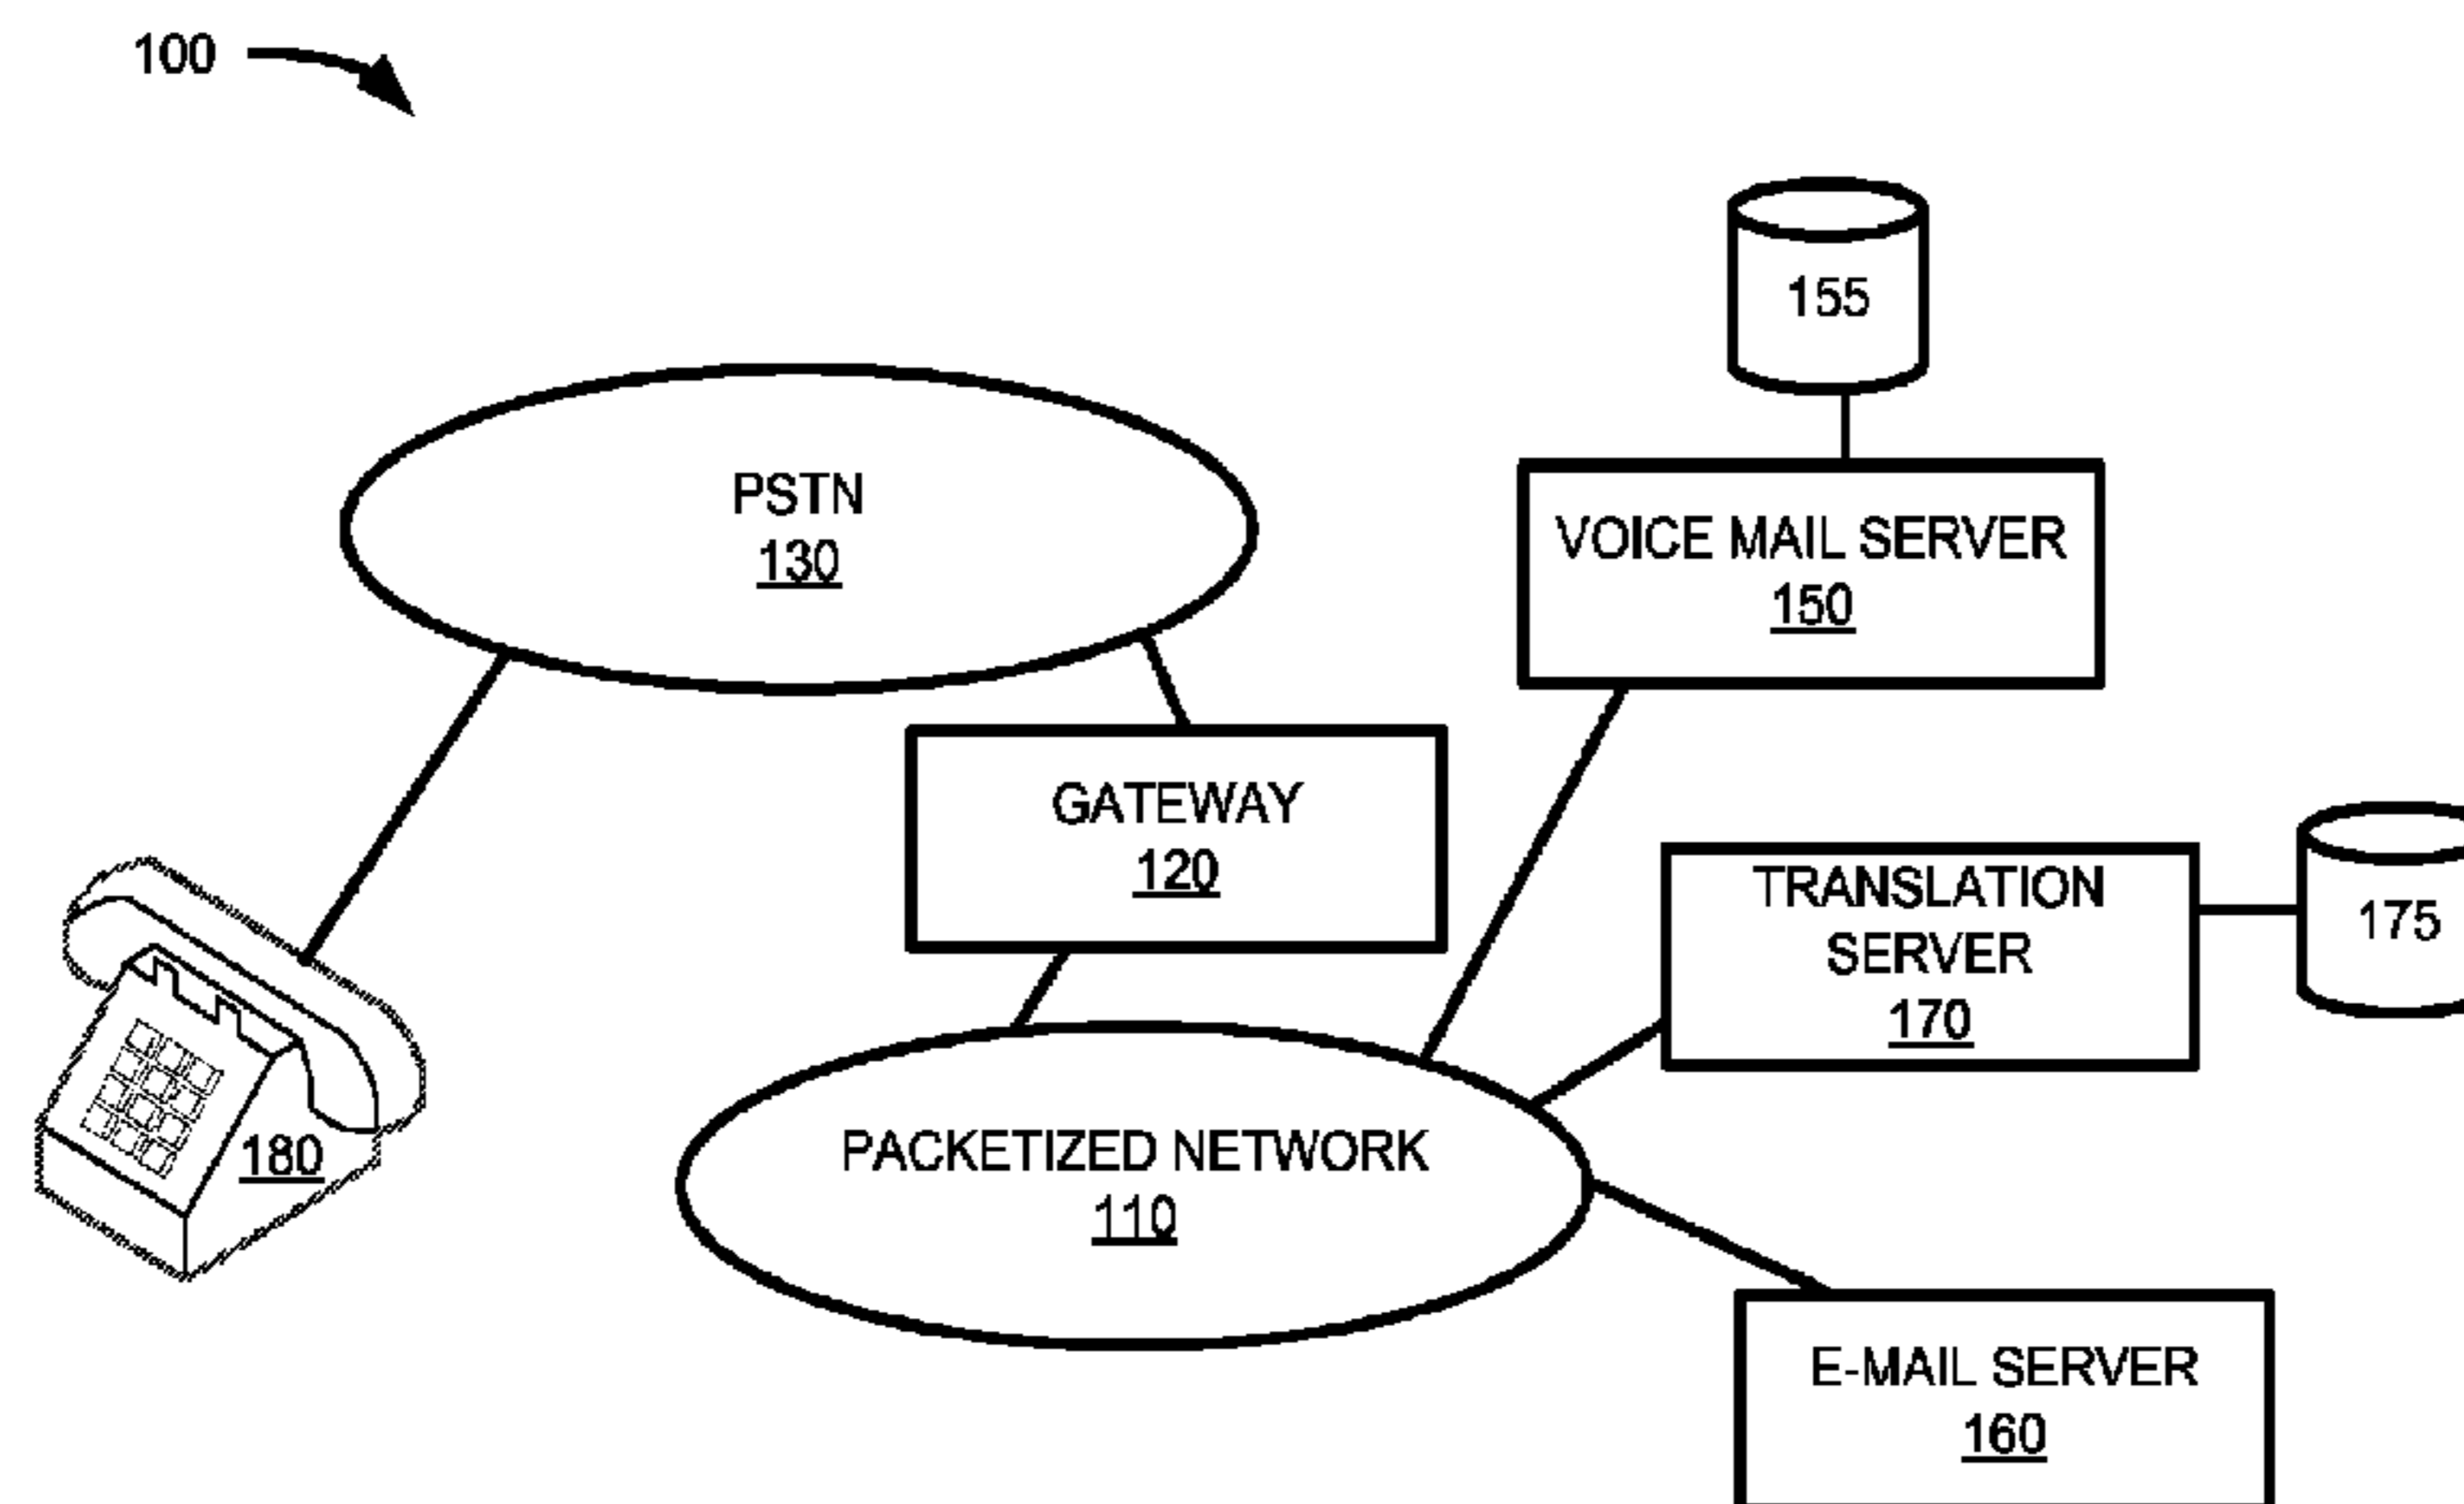 100
155
PSTN
130
VOICE MAIL SERVER
150
GATEWAY
120
TRANSLATION
SERVER
170
175
180
PACKETIZED NETWORK
110
E-MAIL SERVER
160